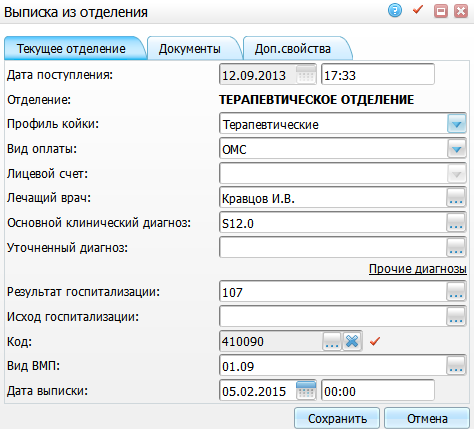 Выписка из отделения
Текущее отделение Документы Доп.свойства
Дата поступления: 12.09.2013 17:33
Отделение: ТЕРАПЕВТИЧЕСКОЕ ОТДЕЛЕНИЕ
Профиль койки: Терапевтические
Вид оплаты: ОМС
Лицевой счет:
Лечащий врач: Кравцов И.В.
Основной клинический диагноз: S12.0
Уточненный диагноз:
Прочие диагнозы
Результат госпитализации: 107
Исход госпитализации:
Код: 410090
Вид ВМП: 01.09
Дата выписки: 05.02.2015 00:00
Сохранить Отмена